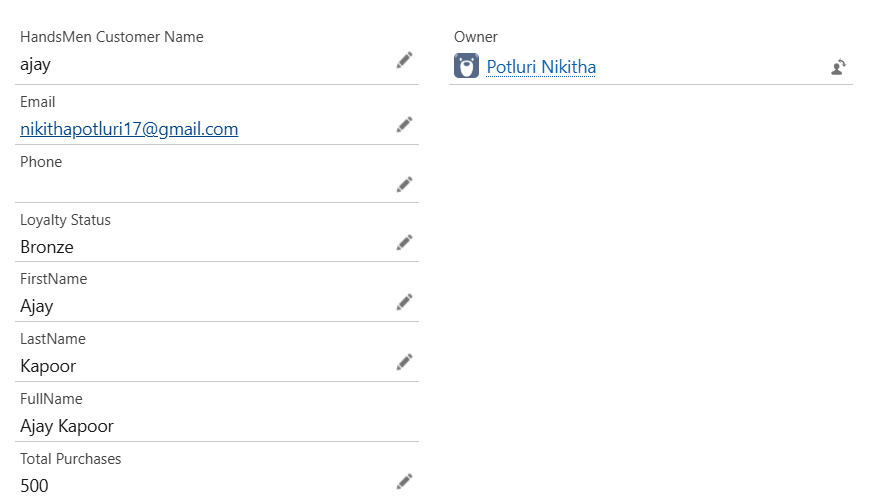 HandsMen Customer Name
ajay
Email
nikithapotluri17@gmail.com
Phone
Loyalty Status
Bronze
FirstName
Ajay
LastName
Kapoor
FullName
Ajay Kapoor
Total Purchases
500
Owner
Potluri Nikitha